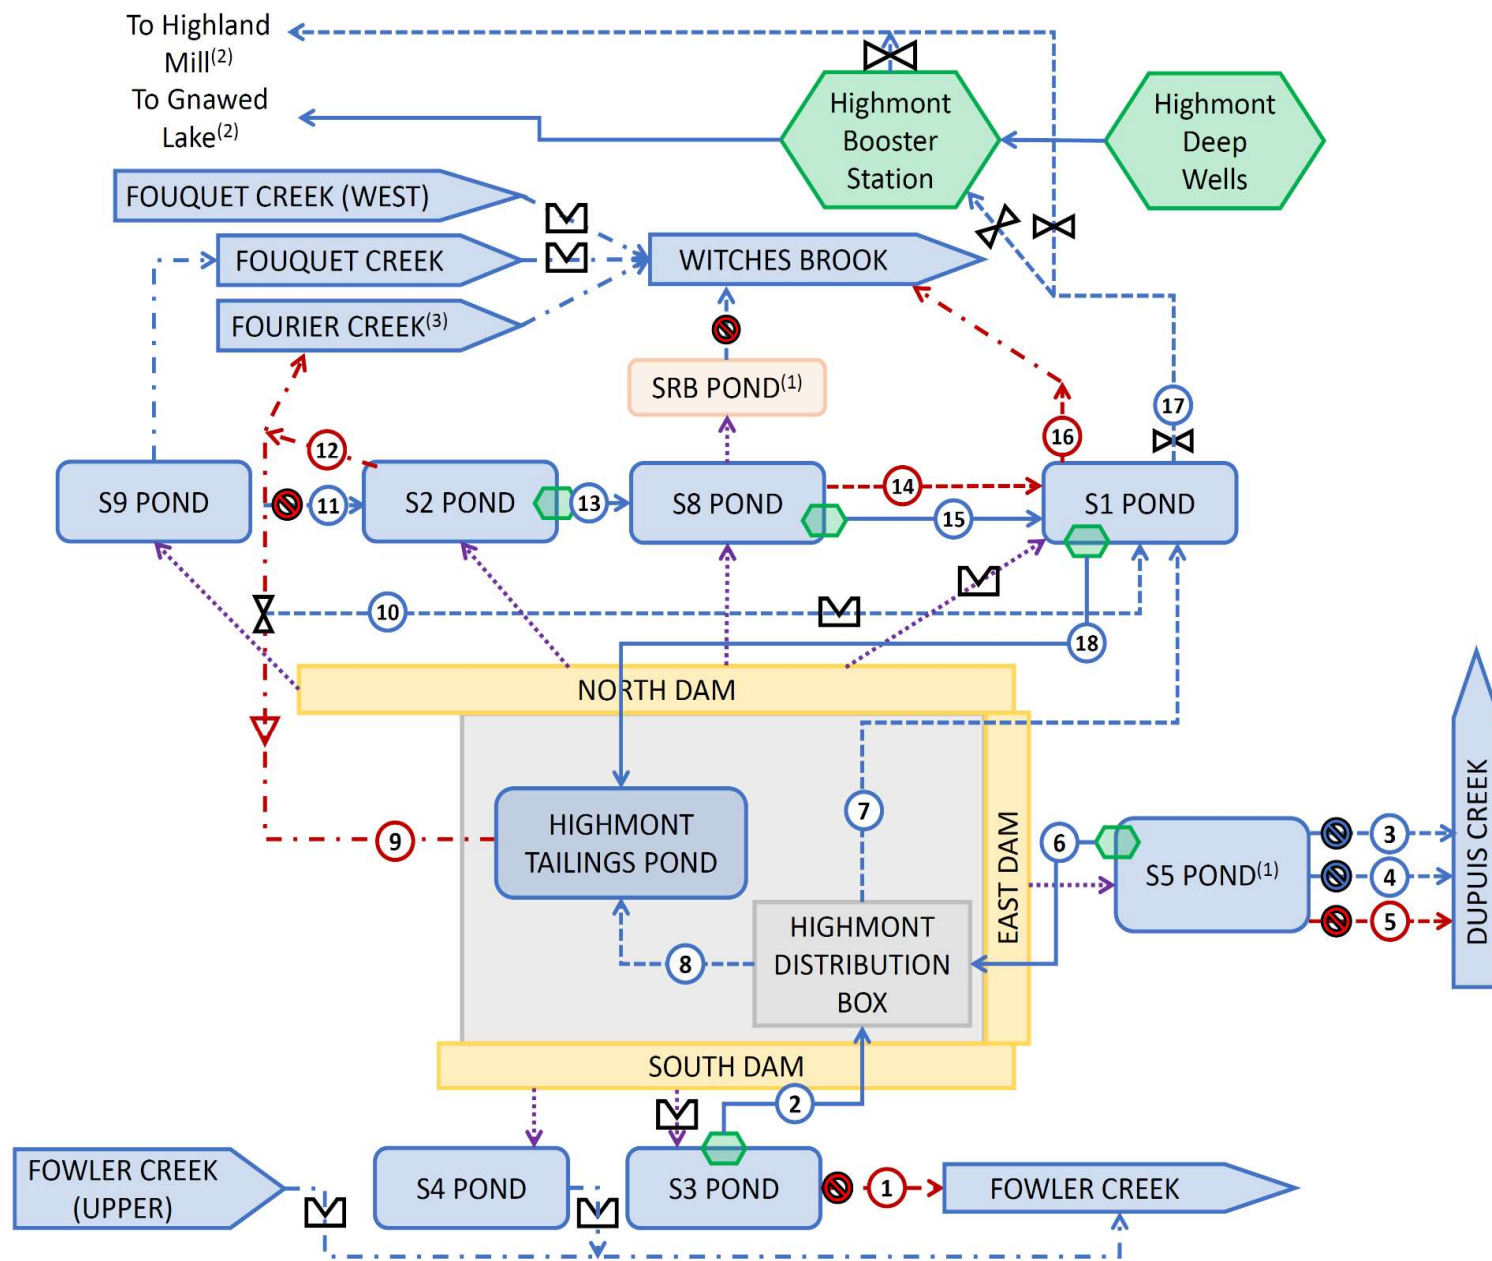 To Highland
Mill(2)
To Gnawed
Lake(2)
Highmont
Booster
Station
Highmont
Deep
Wells
FOUQUET CREEK (WEST)
FOUQUET CREEK
WITCHES BROOK
FOURIER CREEK(3)
SRB POND(1)
17
16
12
S9 POND
11
S2 POND
13
S8 POND
14
15
S1 POND
10
18
NORTH DAM
9
HIGHMONT
TAILINGS POND
7
8
HIGHMONT
DISTRIBUTION
BOX
EAST DAM
6
S5 POND(1)
3
4
5
DUPUIS CREEK
SOUTH DAM
2
FOWLER CREEK
(UPPER)
S4 POND
S3 POND
1
FOWLER CREEK